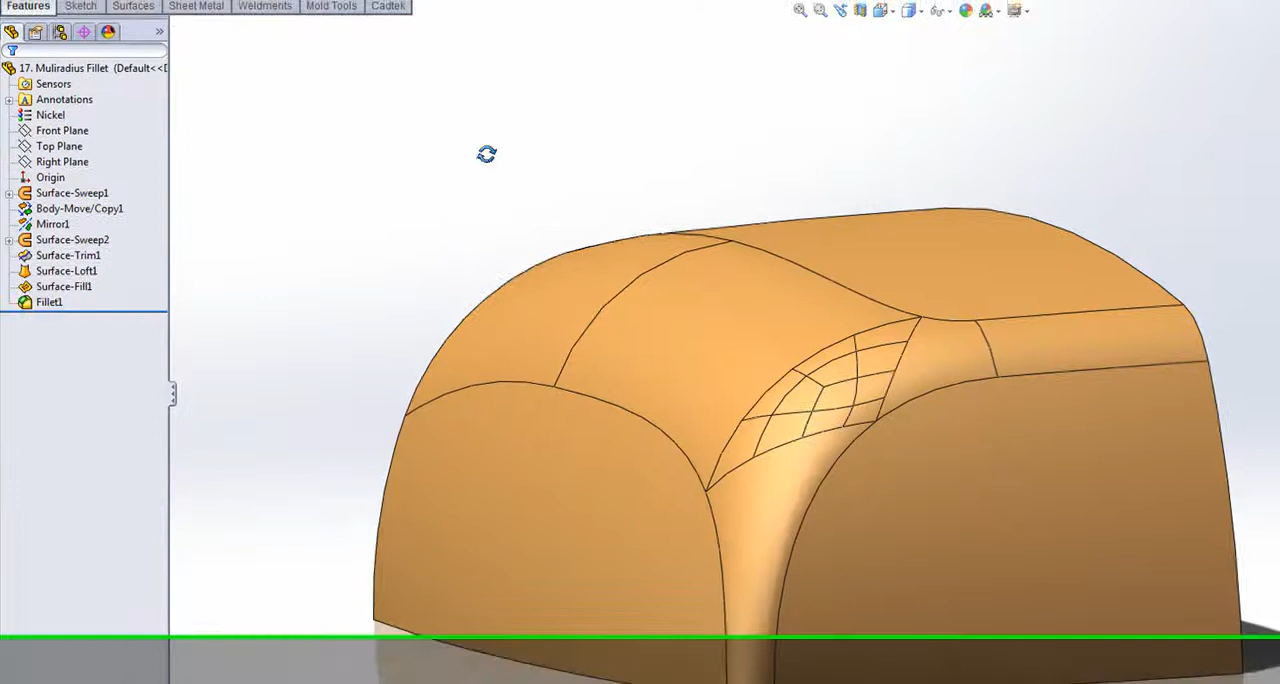 Features Sketch Surfaces Sheet Metal Weldments Mold Tools Cadtek
17. Muliradius Fillet (Default<<
Sensors
A Annotations
Nickel
Front Plane
Top Plane
Right Plane
Origin
Surface-Sweep1
Body-Move/Copy1
Mirror1
Surface-Sweep2
Surface-Trim1
Surface-Loft1
Surface-Fill1
Fillet1